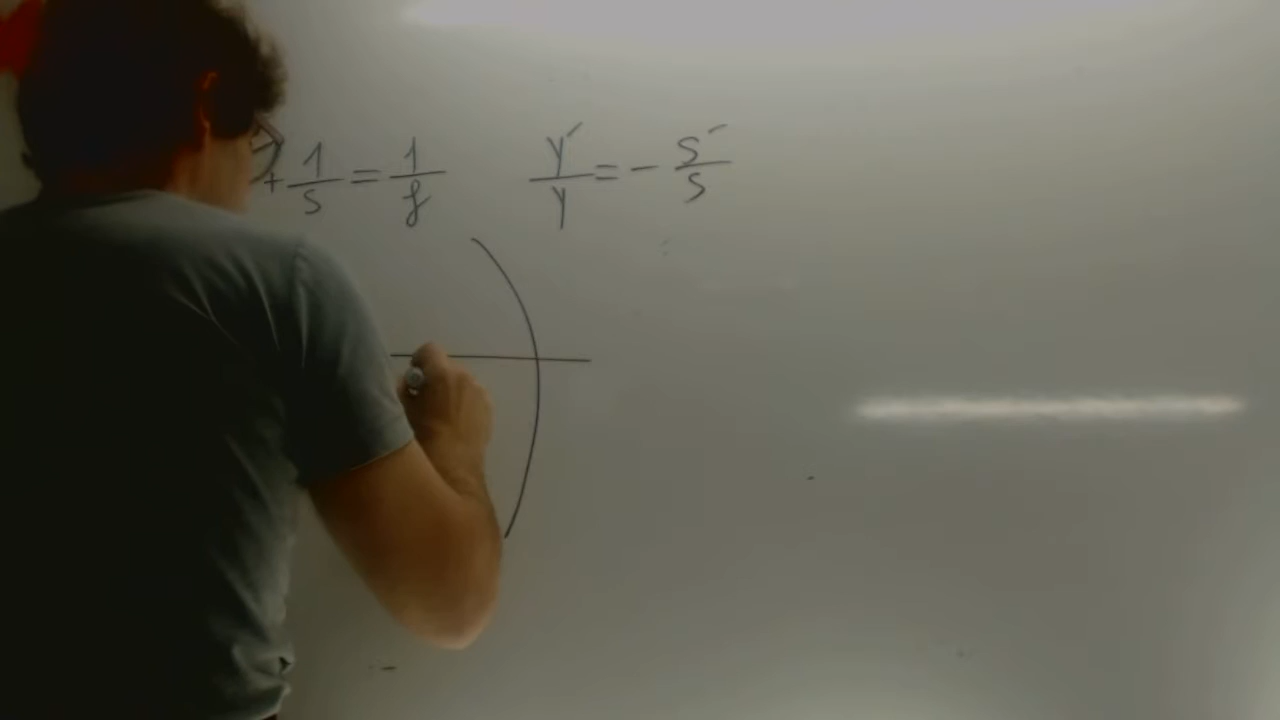 + 1/s = 1/f    y´/y = - s´/s